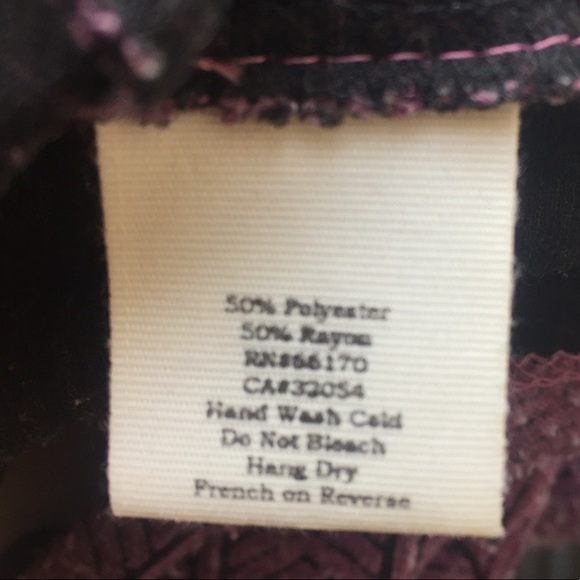 50% Polyester
50% Rayon
RN#66170
CA#32054
Hand Wash Cold
Do Not Bleach
Hang Dry
French on Reverse